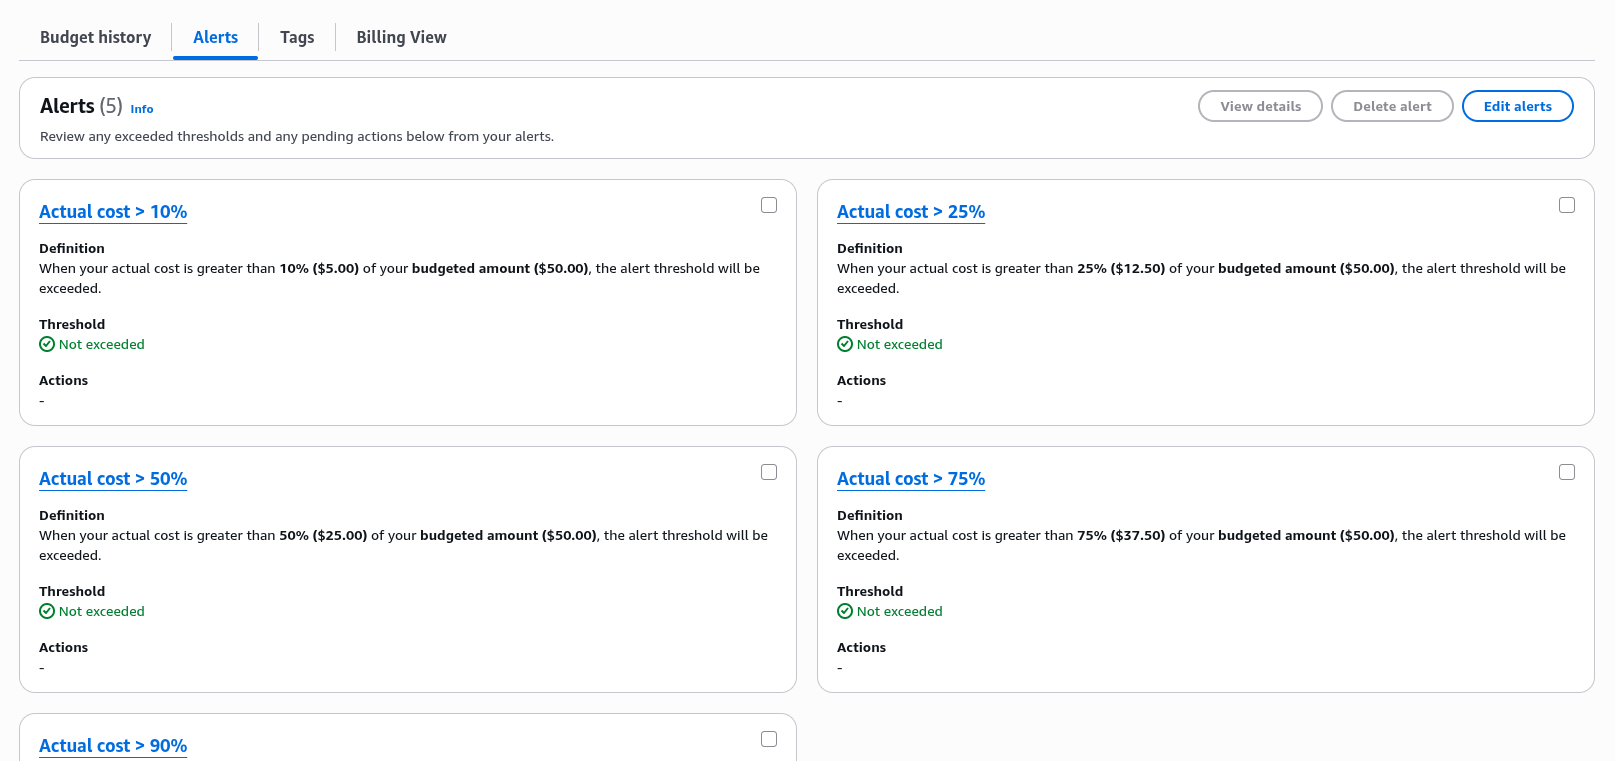 Budget history
Alerts
Tags
Billing View
Alerts (5) Info
View details
Delete alert
Edit alerts
Review any exceeded thresholds and any pending actions below from your alerts.
Actual cost > 10%
Definition
When your actual cost is greater than 10% ($5.00) of your budgeted amount ($50.00), the alert threshold will be
exceeded.
Threshold
Not exceeded
Actions
-
Actual cost > 25%
Definition
When your actual cost is greater than 25% ($12.50) of your budgeted amount ($50.00), the alert threshold will be
exceeded.
Threshold
Not exceeded
Actions
-
Actual cost > 50%
Definition
When your actual cost is greater than 50% ($25.00) of your budgeted amount ($50.00), the alert threshold will be
exceeded.
Threshold
Not exceeded
Actions
-
Actual cost > 75%
Definition
When your actual cost is greater than 75% ($37.50) of your budgeted amount ($50.00), the alert threshold will be
exceeded.
Threshold
Not exceeded
Actions
-
Actual cost > 90%